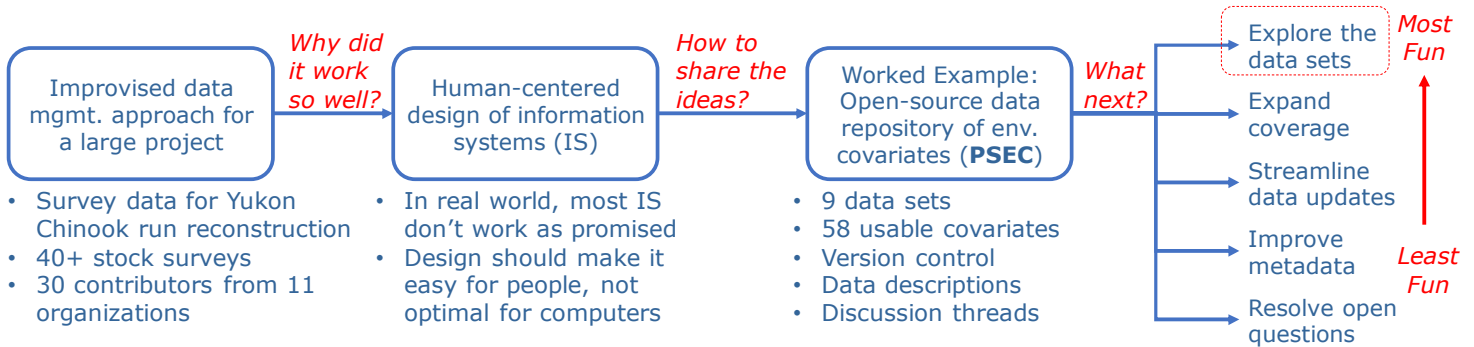 Improvised data
mgmt. approach for
a large project
• Survey data for Yukon
Chinook run reconstruction
• 40+ stock surveys
• 30 contributors from 11
organizations
Why did
it work
so well?
Human-centered
design of information
systems (IS)
• In real world, most IS
don’t work as promised
• Design should make it
easy for people, not
optimal for computers
How to
share the
ideas?
Worked Example:
Open-source data
repository of env.
covariates (PSEC)
• 9 data sets
• 58 usable covariates
• Version control
• Data descriptions
• Discussion threads
What
next?
Explore the
data sets
Expand
coverage
Streamline
data updates
Improve
metadata
Resolve open
questions
Most
Fun
Least
Fun